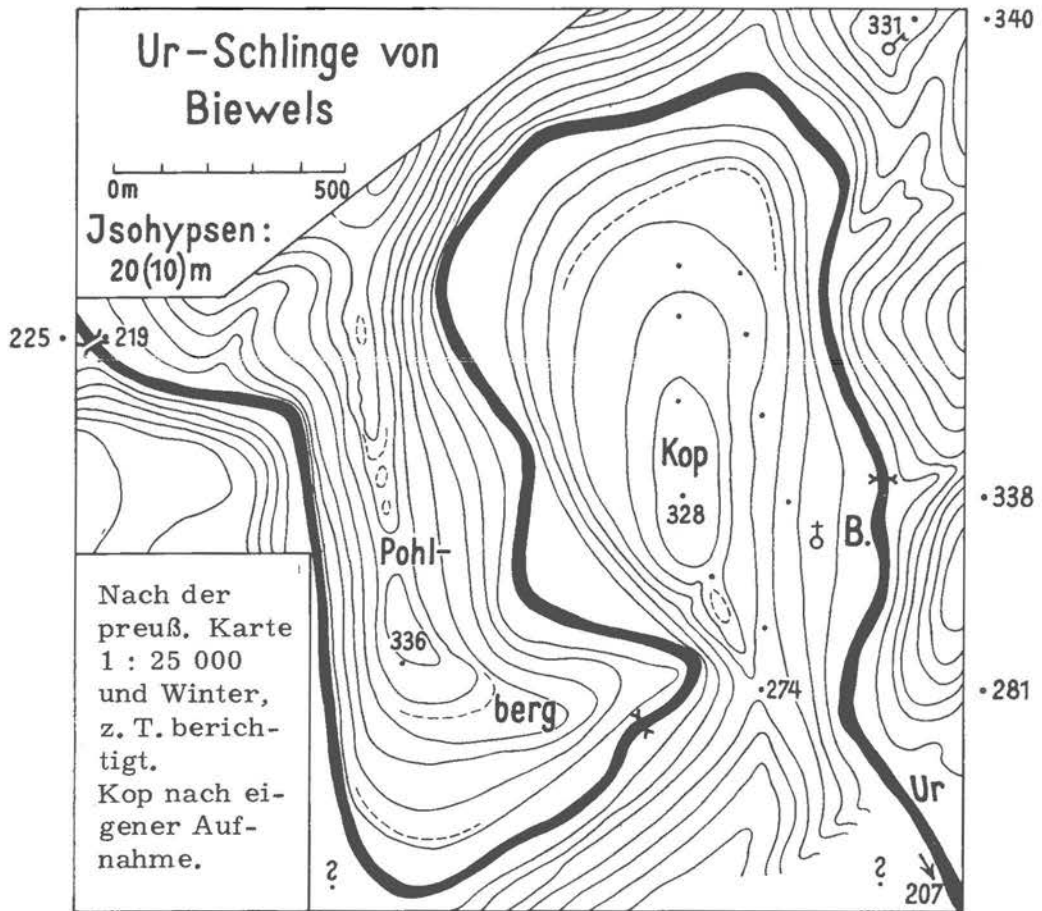 Ur-Schlinge von
Biewels
0m 500
Jsohypsen:
20(10)m
331
·340
225 ·
·219
Kop
328
·338
B.
Pohl-
336
berg
·274
·281
Ur
207
?
?
Nach der
preuß. Karte
1 : 25 000
und Winter,
z. T. berich-
tigt.
Kop nach ei-
gener Auf-
nahme.